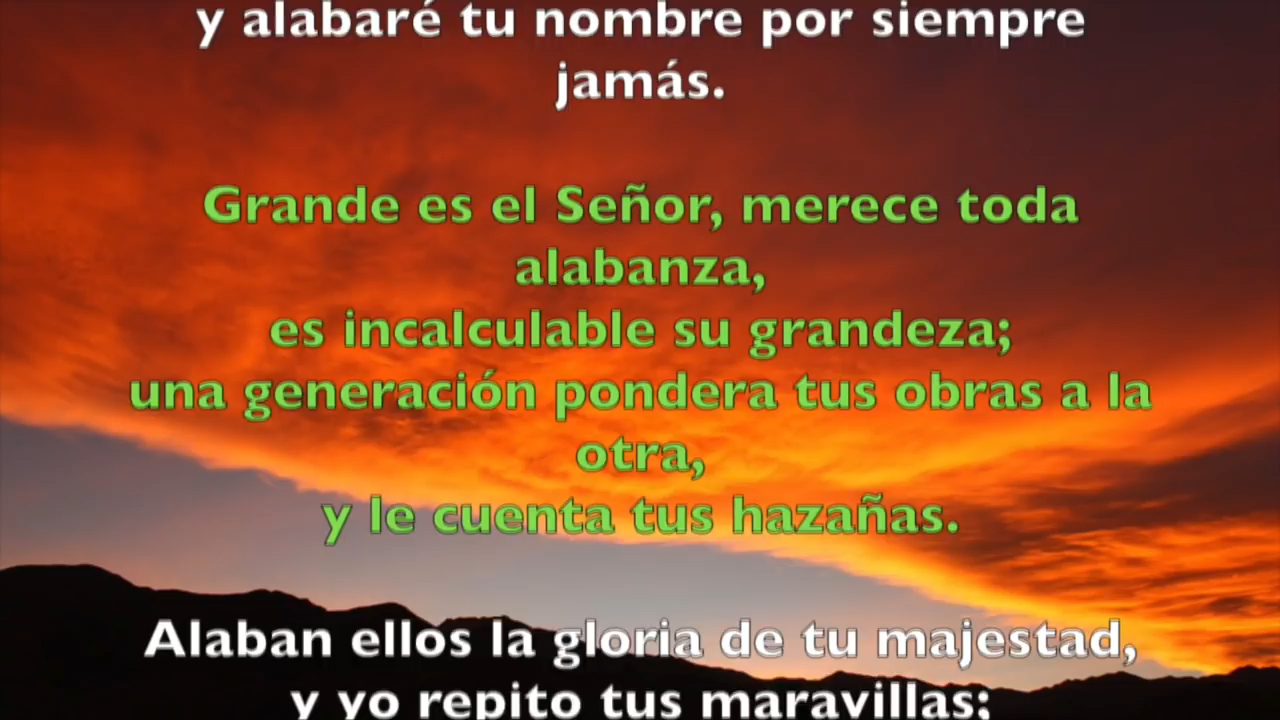 y alabaré tu nombre por siempre
jamás.
Grande es el Señor, merece toda
alabanza,
es incalculable su grandeza;
una generación pondera tus obras a la
otra,
y le cuenta tus hazañas.
Alaban ellos la gloria de tu majestad,
y yo repito tus maravillas;